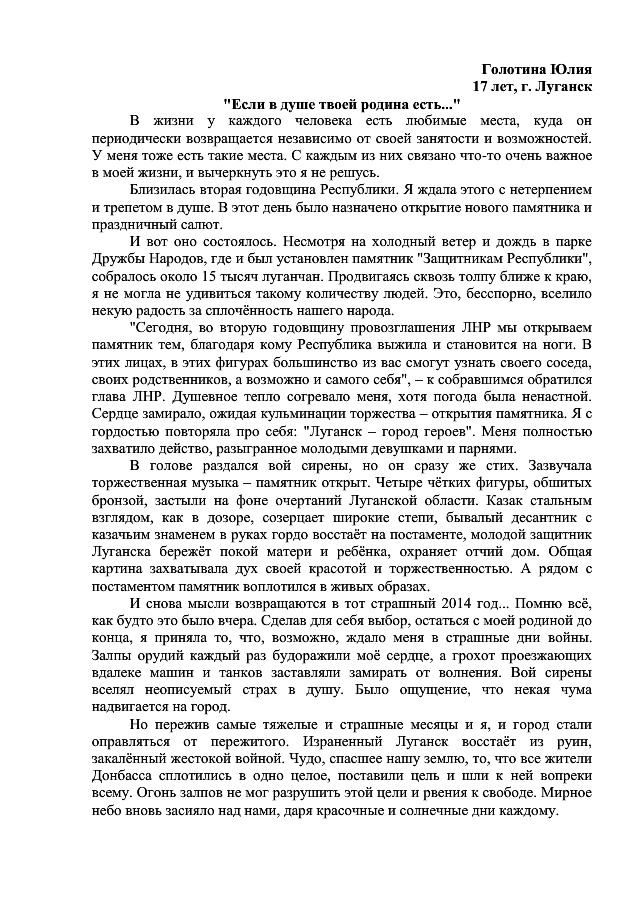 Голотина Юлия
17 лет, г. Луганск
"Если в душе твоей родина есть..."
В жизни у каждого человека есть любимые места, куда он
периодически возвращается независимо от своей занятости и возможностей.
У меня тоже есть такие места. С каждым из них связано что-то очень важное
в моей жизни, и вычеркнуть это я не решусь.
Близилась вторая годовщина Республики. Я ждала этого с нетерпением
и трепетом в душе. В этот день было назначено открытие нового памятника и
праздничный салют.
И вот оно состоялось. Несмотря на холодный ветер и дождь в парке
Дружбы Народов, где и был установлен памятник "Защитникам Республики",
собралось около 15 тысяч луганчан. Продвигаясь сквозь толпу ближе к краю,
я не могла не удивиться такому количеству людей. Это, бесспорно, вселило
некую радость за сплочённость нашего народа.
"Сегодня, во вторую годовщину провозглашения ЛНР мы открываем
памятник тем, благодаря кому Республика выжила и становится на ноги. В
этих лицах, в этих фигурах большинство из вас смогут узнать своего соседа,
своих родственников, а возможно и самого себя", – к собравшимся обратился
глава ЛНР. Душевное тепло согревало меня, хотя погода была ненастной.
Сердце замирало, ожидая кульминации торжества – открытия памятника. Я с
гордостью повторяла про себя: "Луганск – город героев". Меня полностью
захватило действо, разыгранное молодыми девушками и парнями.
В голове раздался вой сирены, но он сразу же стих. Зазвучала
торжественная музыка – памятник открыт. Четыре чётких фигуры, обшитых
бронзой, застыли на фоне очертаний Луганской области. Казак стальным
взглядом, как в дозоре, созерцает широкие степи, бывалый десантник с
казачьим знаменем в руках гордо восстаёт на постаменте, молодой защитник
Луганска бережёт покой матери и ребёнка, охраняет отчий дом. Общая
картина захватывала дух своей красотой и торжественностью. А рядом с
постаментом памятник воплотился в живых образах.
И снова мысли возвращаются в тот страшный 2014 год... Помню всё,
как будто это было вчера. Сделав для себя выбор, остаться с моей родиной до
конца, я приняла то, что, возможно, ждало меня в страшные дни войны.
Залпы орудий каждый раз будоражили моё сердце, а грохот проезжающих
вдалеке машин и танков заставляли замирать от волнения. Вой сирены
вселял неописуемый страх в душу. Было ощущение, что некая чума
надвигается на город.
Но пережив самые тяжелые и страшные месяцы и я, и город стали
оправляться от пережитого. Израненный Луганск восстаёт из руин,
закалённый жестокой войной. Чудо, спасшее нашу землю, то, что все жители
Донбасса сплотились в одно целое, поставили цель и шли к ней вопреки
всему. Огонь залпов не мог разрушить этой цели и рвения к свободе. Мирное
небо вновь засияло над нами, даря красочные и солнечные дни каждому.